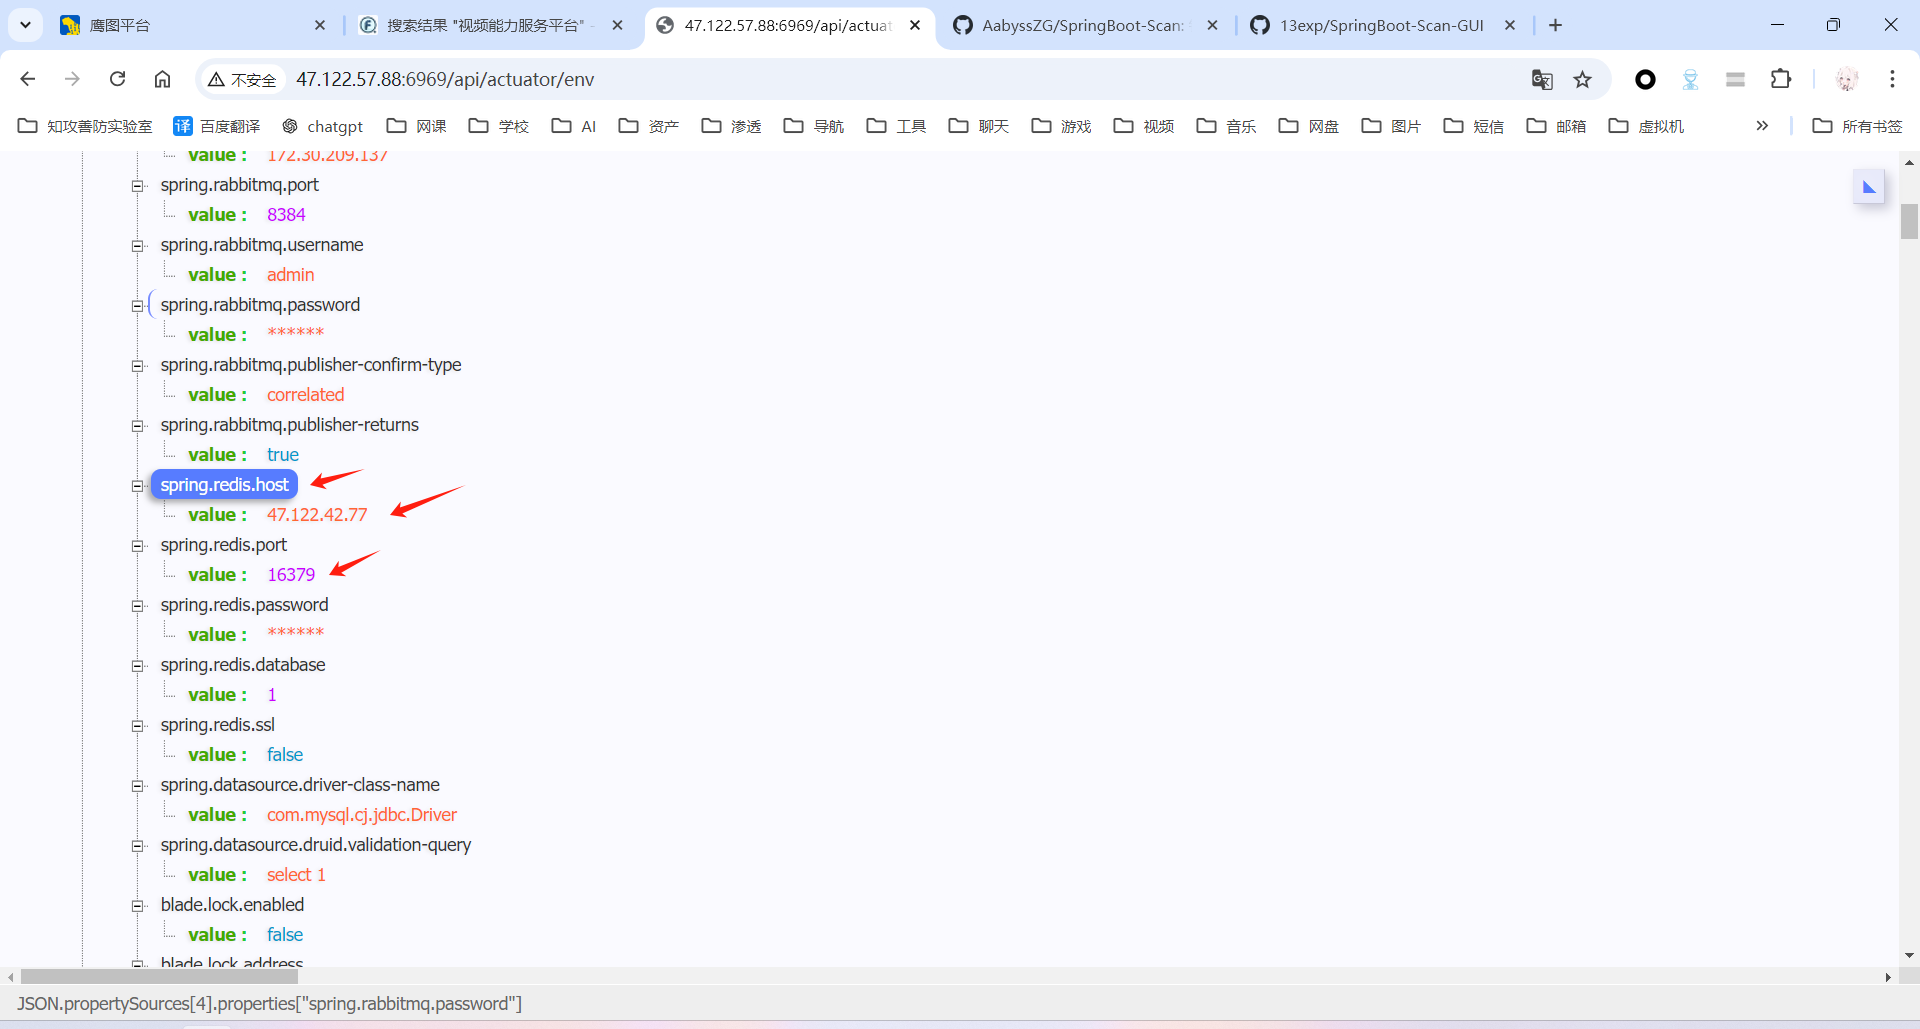 鹰图平台
搜索结果 "视频能力服务平台" -
47.122.57.88:6969/api/actuat
AabyssZG/SpringBoot-Scan:
13exp/SpringBoot-Scan-GUI
不安全
47.122.57.88:6969/api/actuator/env
知攻善防实验室
译 百度翻译
chatgpt
网课
学校
AI
资产
渗透
导航
工具
聊天
游戏
视频
音乐
网盘
图片
短信
邮箱
虚拟机
所有书签
value : 172.30.209.137
spring.rabbitmq.port
value : 8384
spring.rabbitmq.username
value : admin
spring.rabbitmq.password
value : ******
spring.rabbitmq.publisher-confirm-type
value : correlated
spring.rabbitmq.publisher-returns
value : true
spring.redis.host
value : 47.122.42.77
spring.redis.port
value : 16379
spring.redis.password
value : ******
spring.redis.database
value : 1
spring.redis.ssl
value : false
spring.datasource.driver-class-name
value : com.mysql.cj.jdbc.Driver
spring.datasource.druid.validation-query
value : select 1
blade.lock.enabled
value : false
blade.lock.address
JSON.propertySources[4].properties["spring.rabbitmq.password"]